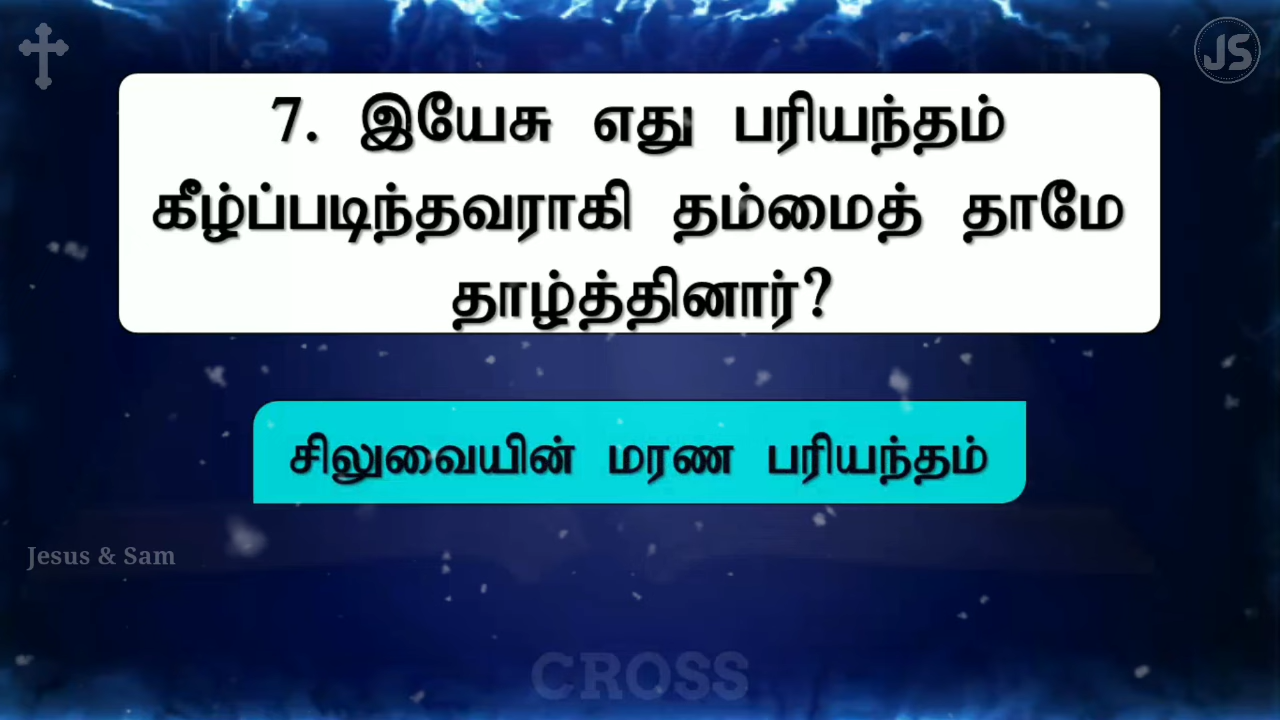 JS
7. இயேசு எது பரியந்தம்
கீழ்ப்படிந்தவராகி தம்மைத் தாமே
தாழ்த்தினார்?
சிலுவையின் மரண பரியந்தம்
Jesus & Sam
CROSS